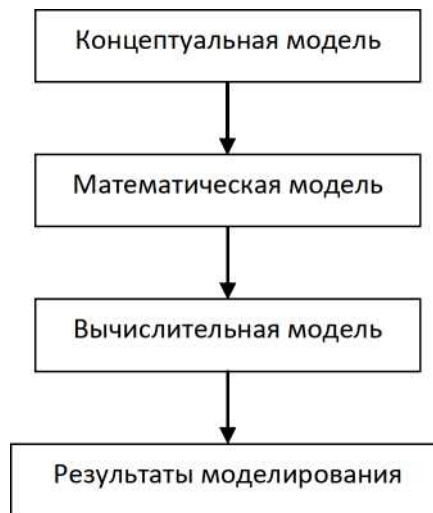 Концептуальная модель
Математическая модель
Вычислительная модель
Результаты моделирования